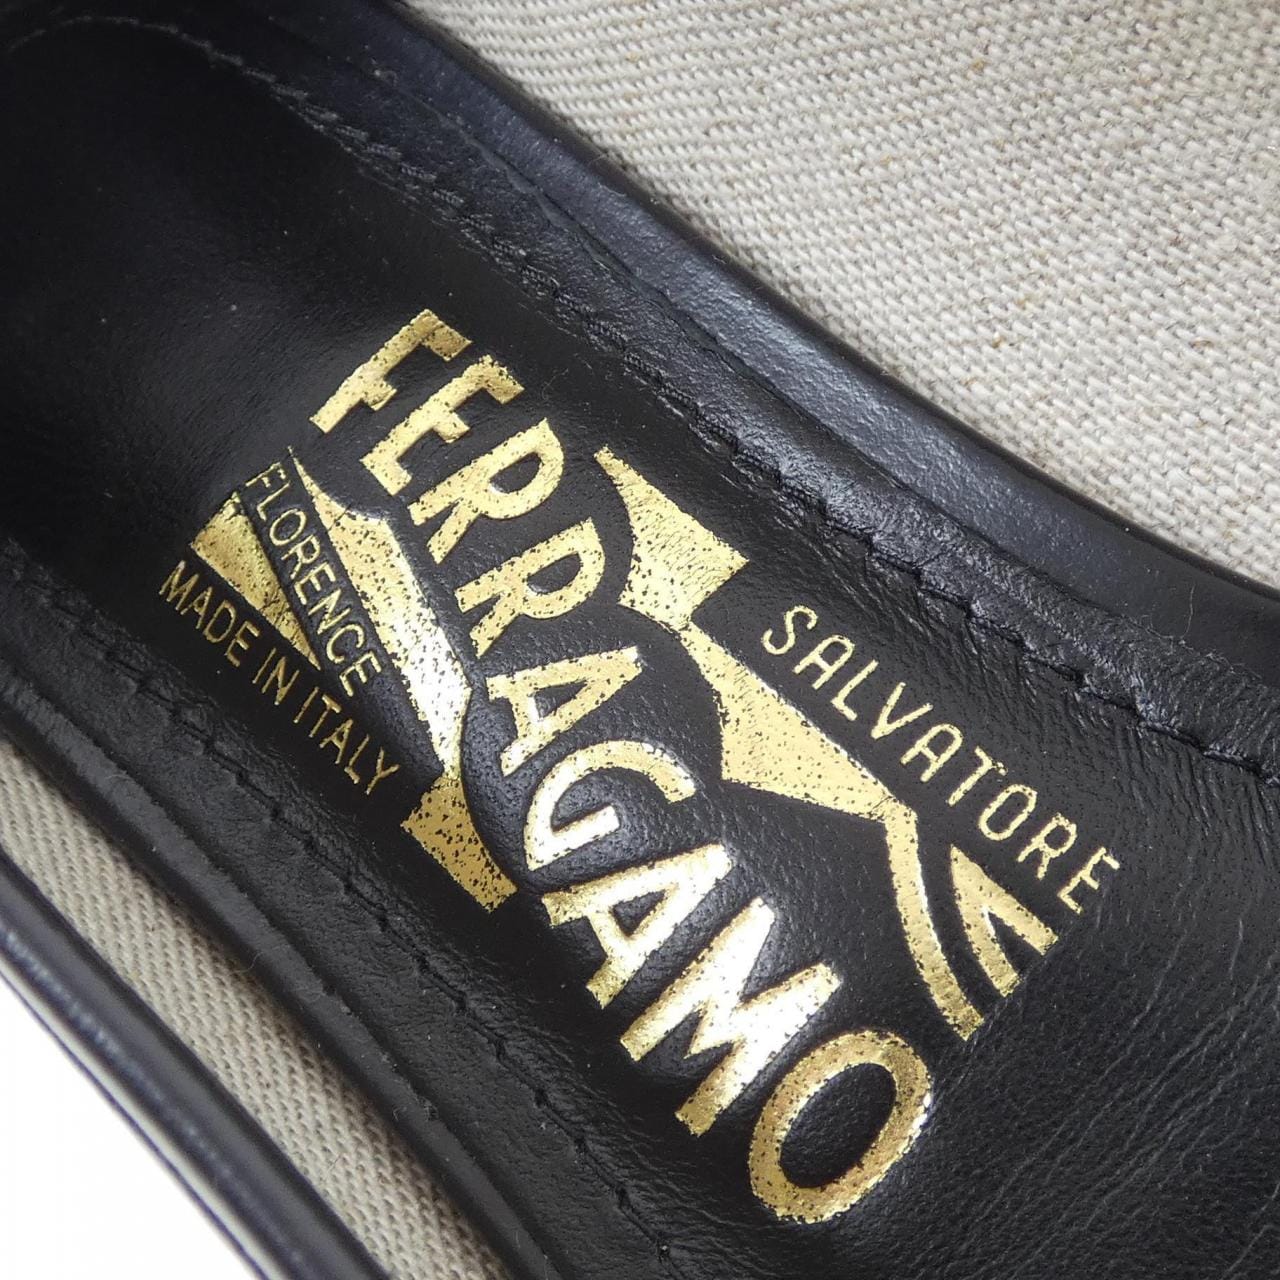 SALVATORE
FERRAGAMO
FLORENCE
MADE IN ITALY